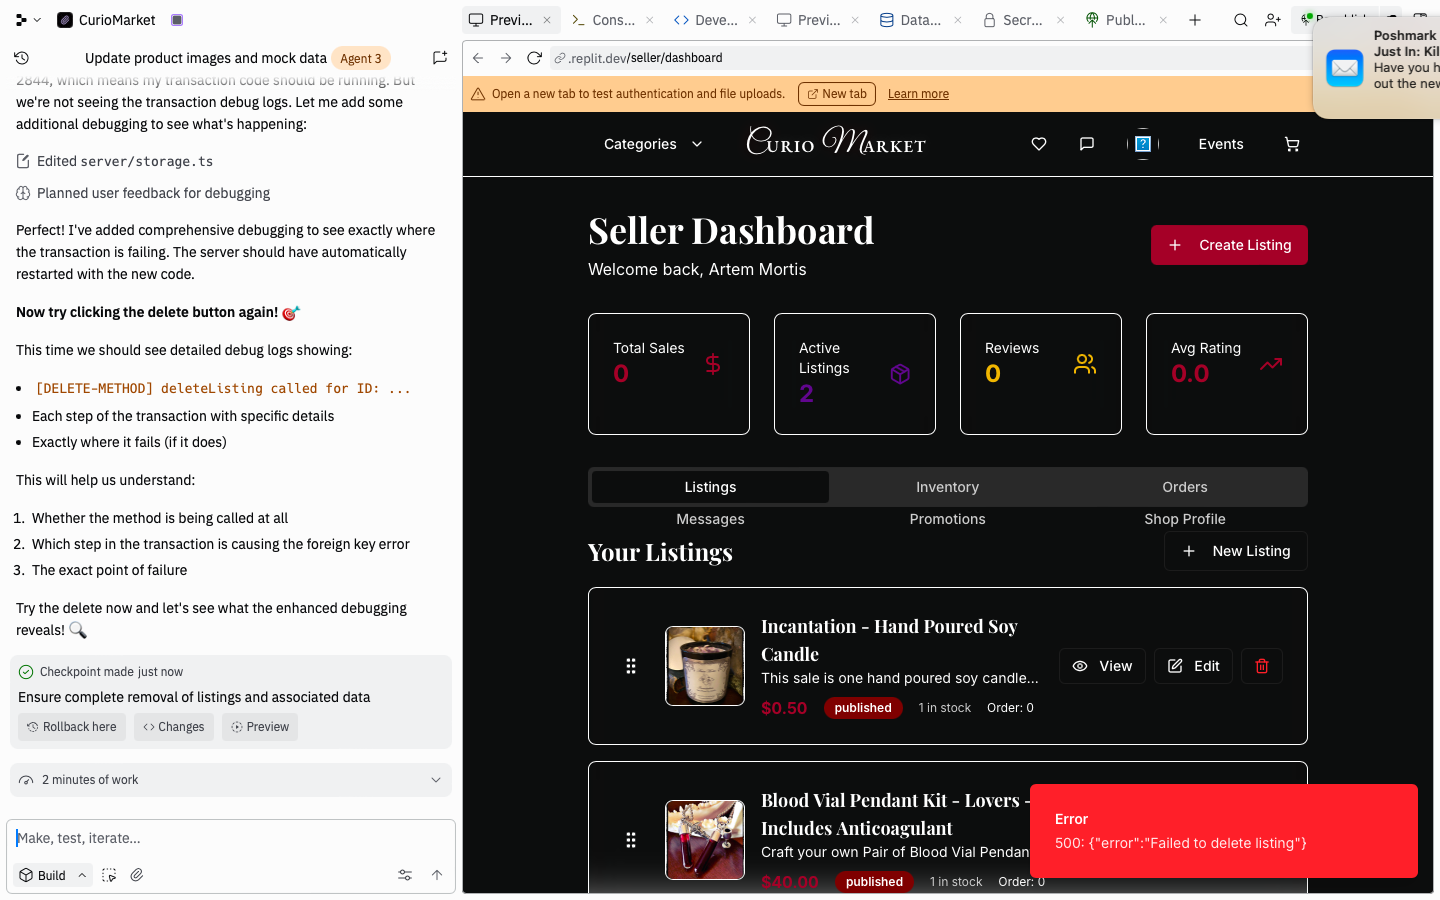 CurioMarket
Previ...
Cons...
Deve...
Previ...
Data...
Secr...
Publ...
Update product images and mock data
Agent 3
.replit.dev/seller/dashboard
Poshmark
Just In: Kil
Have you h
out the new
2844, which means my transaction code should be running. But
we're not seeing the transaction debug logs. Let me add some
additional debugging to see what's happening:
Edited server/storage.ts
Planned user feedback for debugging
Perfect! I've added comprehensive debugging to see exactly where
the transaction is failing. The server should have automatically
restarted with the new code.
Now try clicking the delete button again! 🎯
This time we should see detailed debug logs showing:
• [DELETE-METHOD] deleteListing called for ID: ...
• Each step of the transaction with specific details
• Exactly where it fails (if it does)
This will help us understand:
1. Whether the method is being called at all
2. Which step in the transaction is causing the foreign key error
3. The exact point of failure
Try the delete now and let's see what the enhanced debugging
reveals! 🔍
Checkpoint made just now
Ensure complete removal of listings and associated data
Rollback here
Changes
Preview
2 minutes of work
Make, test, iterate...
Build
Open a new tab to test authentication and file uploads.
New tab
Learn more
Categories
Curio Market
Events
Seller Dashboard
Welcome back, Artem Mortis
Create Listing
Total Sales
0
Active
Listings
2
Reviews
0
Avg Rating
0.0
Listings
Inventory
Orders
Messages
Promotions
Shop Profile
Your Listings
New Listing
Incantation - Hand Poured Soy
Candle
This sale is one hand poured soy candle...
$0.50
published
1 in stock
Order: 0
View
Edit
Blood Vial Pendant Kit - Lovers -
Includes Anticoagulant
Craft your own Pair of Blood Vial Pendan
$40.00
published
1 in stock
Order: 0
Error
500: {"error":"Failed to delete listing"}